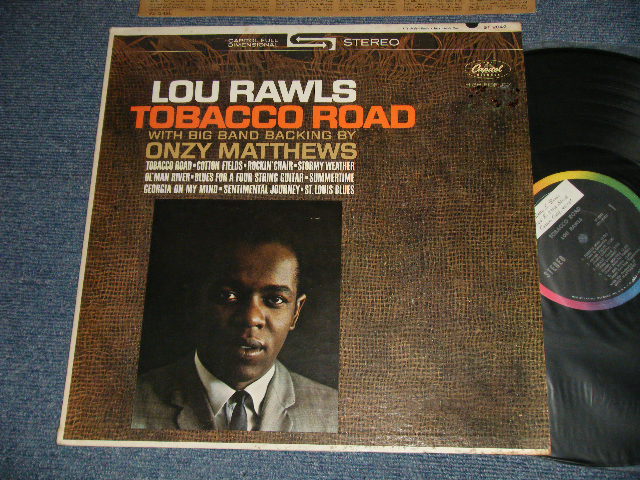 CAPITOL FULL
DIMENSIONAL
STEREO
Capitol
LOU RAWLS
TOBACCO ROAD
WITH BIG BAND BACKING BY
ONZY MATTHEWS
TOBACCO ROAD • COTTON FIELDS • ROCKIN' CHAIR • STORMY WEATHER
OL' MAN RIVER • BLUES FOR A FOUR STRING GUITAR • SUMMERTIME
GEORGIA ON MY MIND • SENTIMENTAL JOURNEY • ST. LOUIS BLUES
STEREO
TOBACCO ROAD
LOU RAWLS